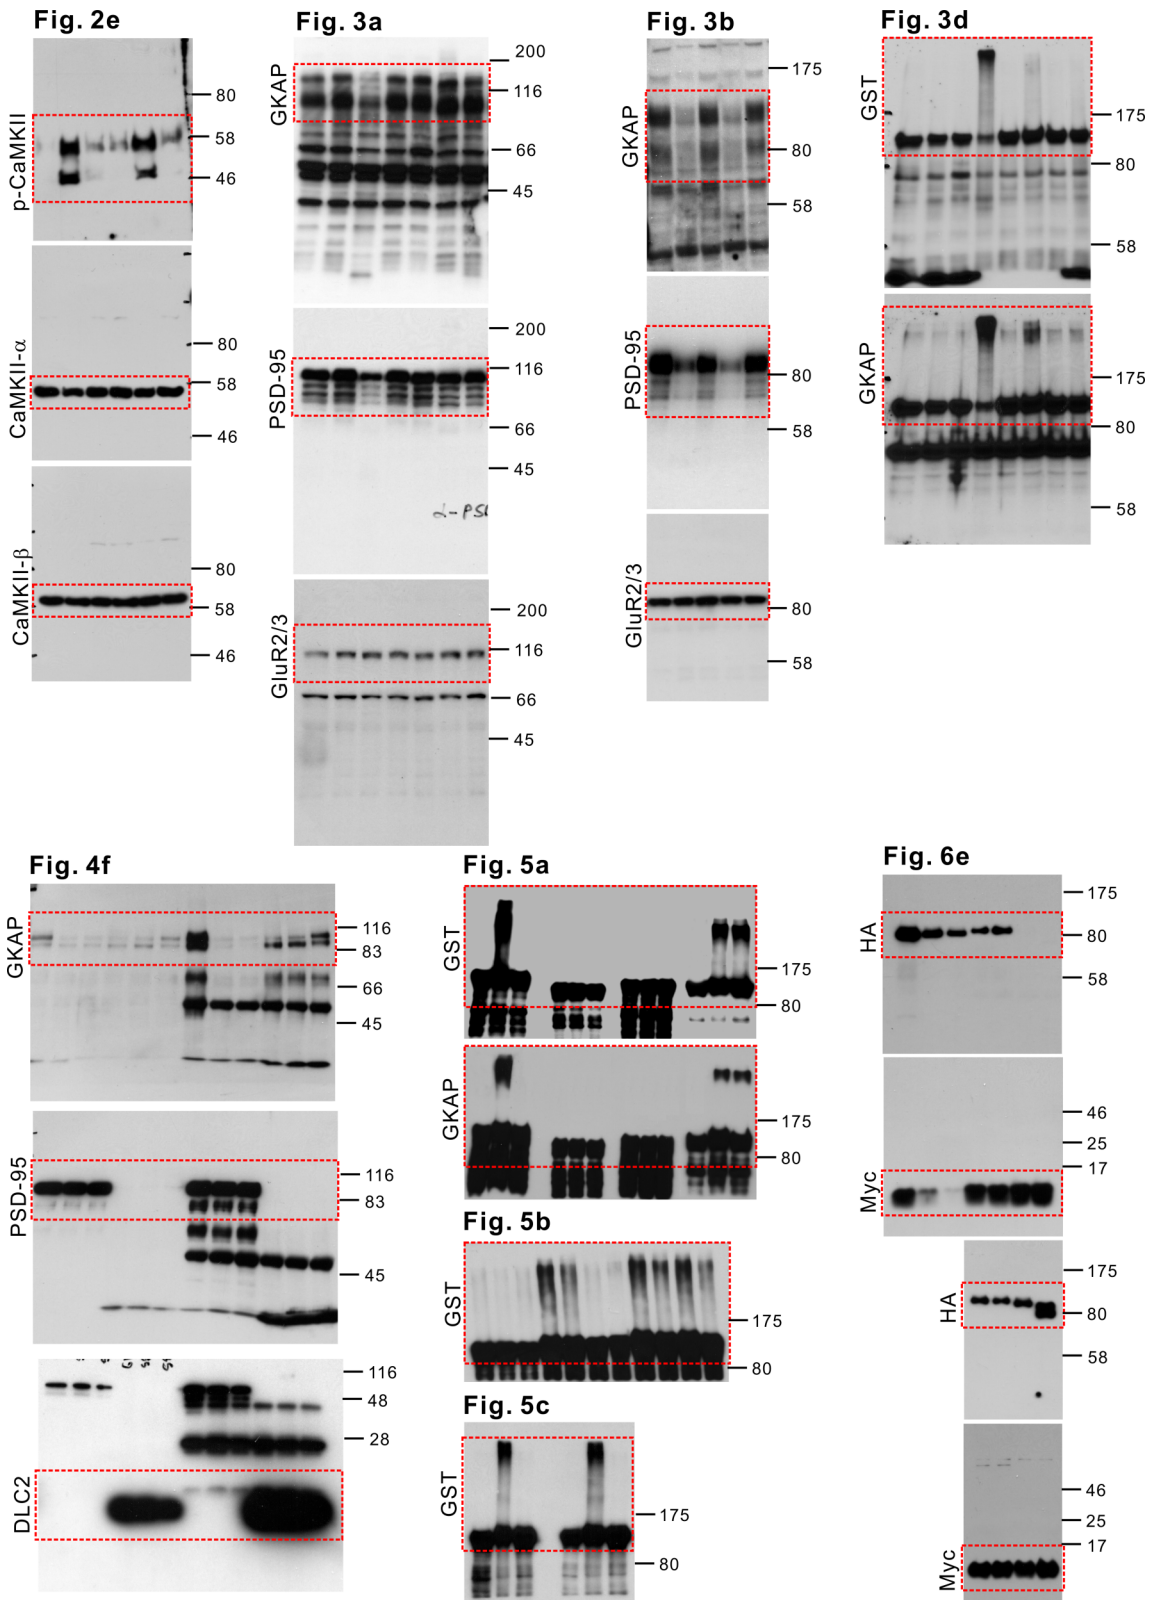 Fig. 2e
p-CaMKII
80
58
46
CaMKII-α
80
58
46
CaMKII-β
80
58
46
Fig. 3a
GKAP
200
116
66
45
PSD-95
200
116
66
45
α-PSD
GluR2/3
200
116
66
45
Fig. 3b
GKAP
175
80
58
PSD-95
80
58
GluR2/3
80
58
Fig. 3d
GST
175
80
58
GKAP
175
80
58
Fig. 4f
GKAP
116
83
66
45
PSD-95
116
83
45
DLC2
116
48
28
Fig. 5a
GST
175
80
GKAP
175
80
Fig. 5b
GST
175
80
Fig. 5c
GST
175
80
Fig. 6e
HA
175
80
58
Myc
46
25
17
HA
175
80
58
Myc
46
25
17